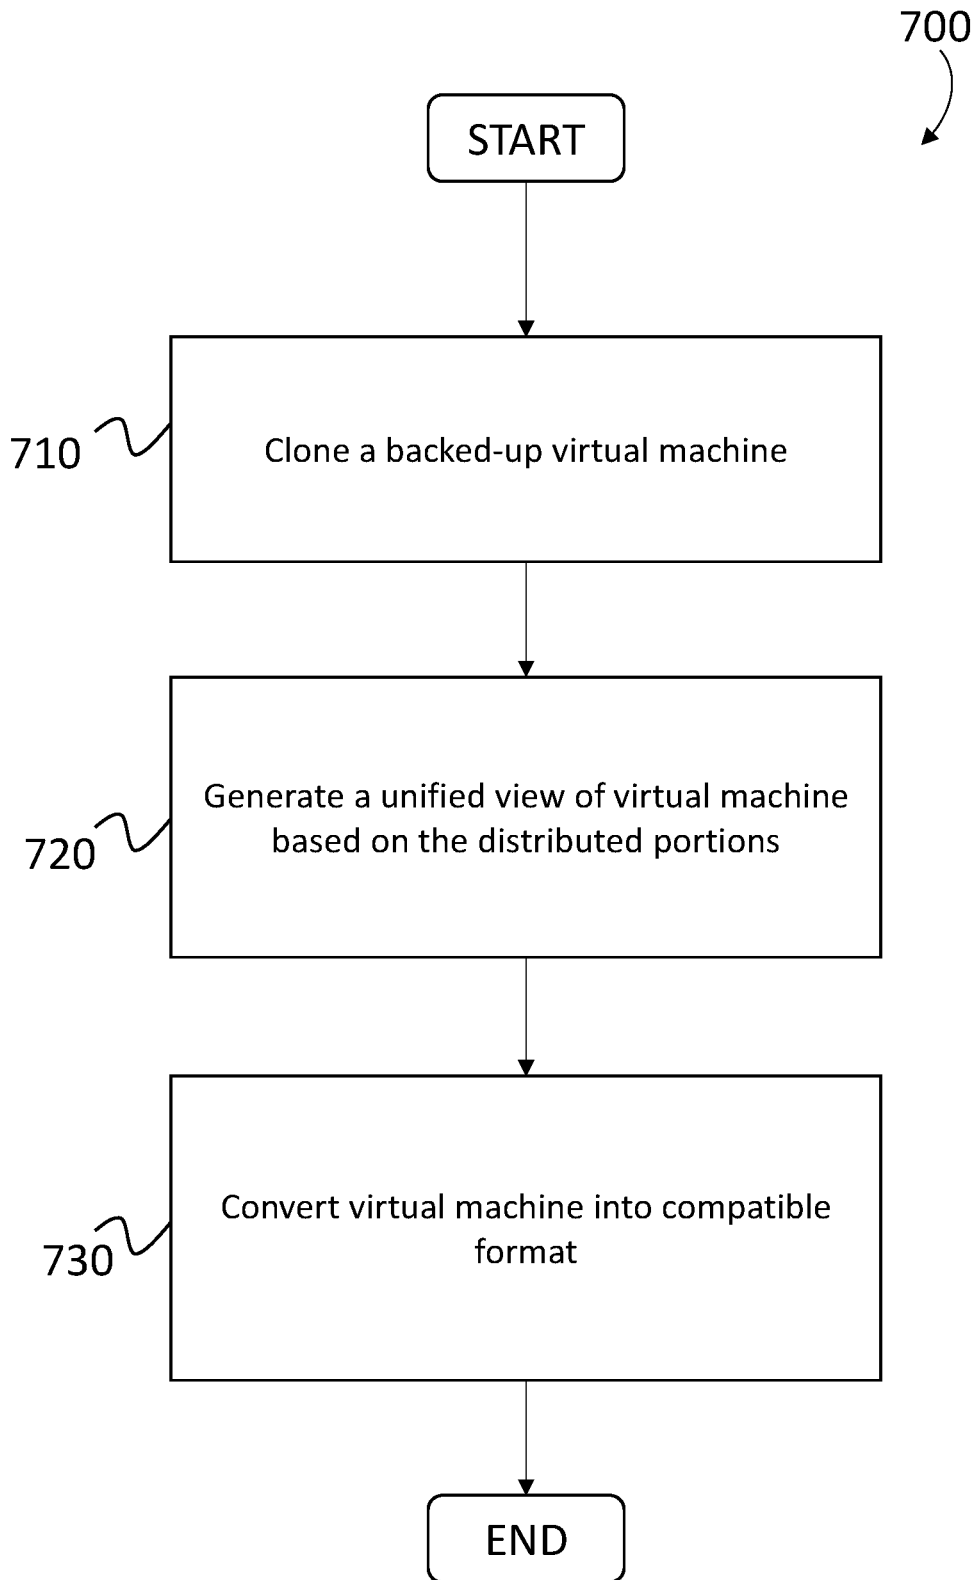 700
START
710
Clone a backed-up virtual machine
Generate a unified view of virtual machine
based on the distributed portions
720
Convert virtual machine into compatible
format
730
END